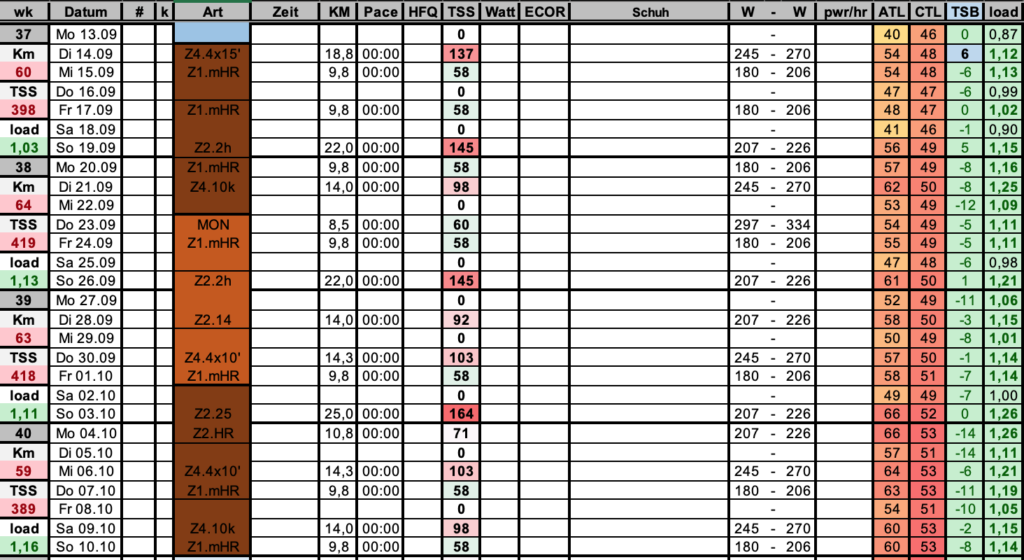 wk Datum # k Art Zeit KM Pace HFQ TSS Watt ECOR Schuh W - W pwr/hr ATL CTL TSB load
37 Mo 13.09 0 - 40 46 0 0,87
Km Di 14.09 Z4.4x15' 18,8 00:00 137 245 - 270 54 48 6 1,12
60 Mi 15.09 Z1.mHR 9,8 00:00 58 180 - 206 54 48 -6 1,13
TSS Do 16.09 0 - 47 47 -6 0,99
398 Fr 17.09 Z1.mHR 9,8 00:00 58 180 - 206 48 47 0 1,02
load Sa 18.09 0 - 41 46 -1 0,90
1,03 So 19.09 Z2.2h 22,0 00:00 145 207 - 226 56 49 5 1,15
38 Mo 20.09 Z1.mHR 9,8 00:00 58 180 - 206 57 49 -8 1,16
Km Di 21.09 Z4.10k 14,0 00:00 98 245 - 270 62 50 -8 1,25
64 Mi 22.09 0 - 53 49 -12 1,09
TSS Do 23.09 MON 8,5 00:00 60 297 - 334 54 49 -5 1,11
419 Fr 24.09 Z1.mHR 9,8 00:00 58 180 - 206 55 49 -5 1,11
load Sa 25.09 0 - 47 48 -6 0,98
1,13 So 26.09 Z2.2h 22,0 00:00 145 207 - 226 61 50 1 1,21
39 Mo 27.09 0 - 52 49 -11 1,06
Km Di 28.09 Z2.14 14,0 00:00 92 207 - 226 58 50 -3 1,15
63 Mi 29.09 0 - 50 49 -8 1,01
TSS Do 30.09 Z4.4x10' 14,3 00:00 103 245 - 270 57 50 -1 1,14
418 Fr 01.10 Z1.mHR 9,8 00:00 58 180 - 206 58 51 -7 1,14
load Sa 02.10 0 - 49 49 -7 1,00
1,11 So 03.10 Z2.25 25,0 00:00 164 207 - 226 66 52 0 1,26
40 Mo 04.10 Z2.HR 10,8 00:00 71 207 - 226 66 53 -14 1,26
Km Di 05.10 0 - 57 51 -14 1,11
59 Mi 06.10 Z4.4x10' 14,3 00:00 103 245 - 270 64 53 -6 1,21
TSS Do 07.10 Z1.mHR 9,8 00:00 58 180 - 206 63 53 -11 1,19
389 Fr 08.10 0 - 54 51 -10 1,05
load Sa 09.10 Z4.10k 14,0 00:00 98 245 - 270 60 53 -2 1,15
1,16 So 10.10 Z1.mHR 9,8 00:00 58 180 - 206 60 53 -8 1,14